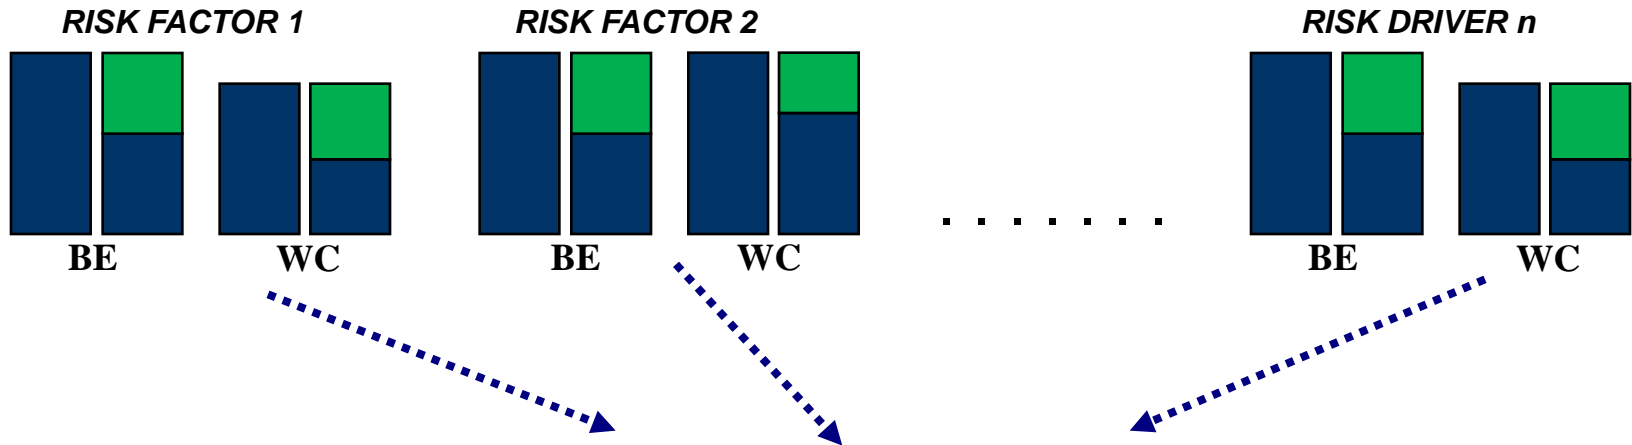 RISK FACTOR 1
RISK FACTOR 2
RISK DRIVER n
. . . . . . .
BE
WC
BE
WC
BE
WC